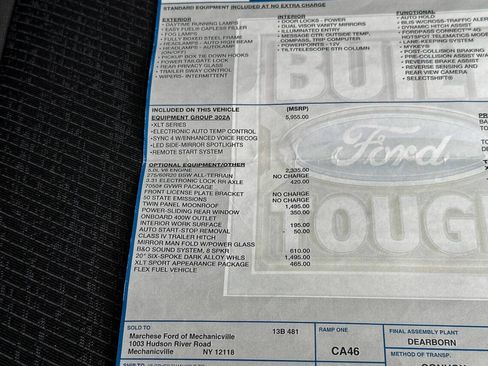 STANDARD EQUIPMENT INCLUDED AT NO EXTRA CHARGE
EXTERIOR
• DAYTIME RUNNING LAMPS
• EASY FUEL® CAPLESS FILLER
• FOG LAMPS
• FULLY BOXED STEEL FRAME
• HEADLAMPS - AUTO HIGH BEAM
• HEADLAMPS - AUTOLAMP
(ON/OFF)
• PICKUP BOX TIE DOWN HOOKS
• POWER TAILGATE LOCK
• REAR PRIVACY GLASS
• TRAILER SWAY CONTROL
• WIPERS- INTERMITTENT
INTERIOR
• DOOR LOCKS - POWER
• DUAL VISOR VANITY MIRRORS
• ILLUMINATED ENTRY
• MESSAGE CTR: OUTSIDE TEMP,
COMPASS, TRIP COMPUTER
• POWERPOINTS - 12V
• TILT/TELESCOPE STR COLUMN
FUNCTIONAL
• AUTO HOLD
• BLIS W/CROSS-TRAFFIC ALER
• DYNAMIC HITCH ASSIST
• FORDPASS CONNECT™ 4G
HOTSPOT TELEMATICS MODE
• LANE KEEPING SYSTEM
• MYKEY®
• POST-COLLISION BRAKING
• PRE-COLLISION ASSIST W/A
• REVERSE BRAKE ASSIST
• REVERSE SENSING AND
REAR VIEW CAMERA
• SELECTSHIFT®
BUIL
Ford
OUG
INCLUDED ON THIS VEHICLE (MSRP)
EQUIPMENT GROUP 302A 5,955.00
• XLT SERIES
• ELECTRONIC AUTO TEMP CONTROL
• SYNC 4 W/ENHANCED VOICE RECOG
• LED SIDE-MIRROR SPOTLIGHTS
• REMOTE START SYSTEM
OPTIONAL EQUIPMENT/OTHER
5.0L V8 ENGINE 2,335.00
275/60R20 BSW ALL-TERRAIN NO CHARGE
3.31 ELECTRONIC LOCK RR AXLE 420.00
7050# GVWR PACKAGE
FRONT LICENSE PLATE BRACKET NO CHARGE
50 STATE EMISSIONS NO CHARGE
TWIN PANEL MOONROOF 1,495.00
POWER-SLIDING REAR WINDOW 350.00
ONBOARD 400W OUTLET
INTERIOR WORK SURFACE 195.00
AUTO START-STOP REMOVAL - 50.00
CLASS IV TRAILER HITCH
MIRROR MAN FOLD W/POWER GLASS
B&O SOUND SYSTEM, 8 SPKR 610.00
20" SIX-SPOKE DARK ALLOY WHLS 1,495.00
XLT SPORT APPEARANCE PACKAGE 465.00
FLEX FUEL VEHICLE
PR
BA
TO
SOLD TO
Marchese Ford of Mechanicville 13B 481
1003 Hudson River Road
Mechanicville NY 12118
RAMP ONE
CA46
FINAL ASSEMBLY PLANT
DEARBORN
METHOD OF TRANSP.